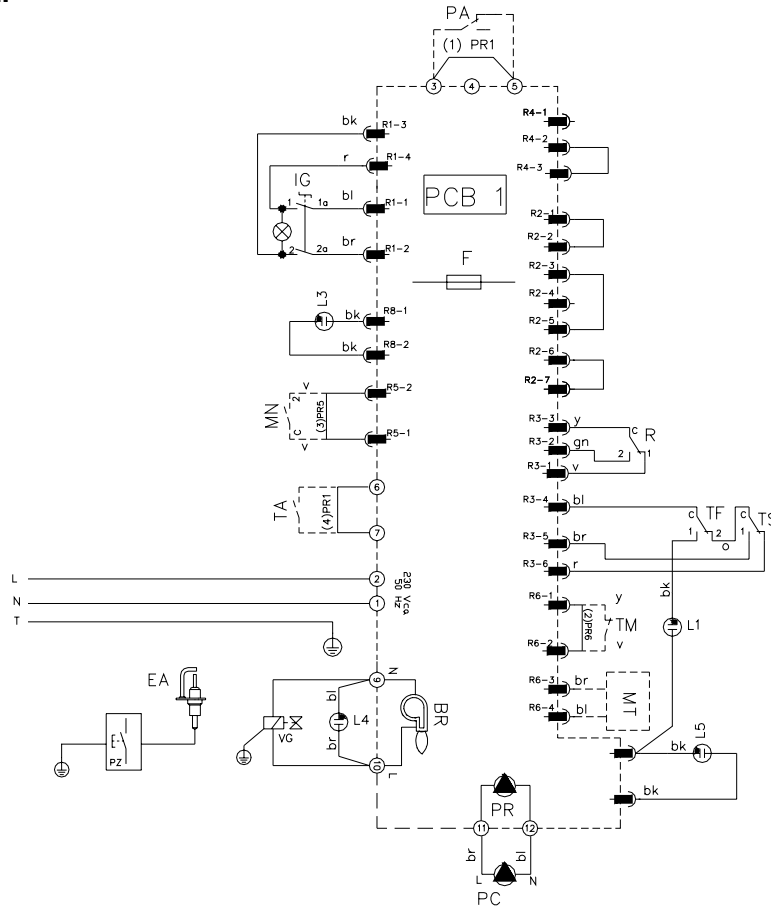 PA
(1) PR1
3 4 5
bk R1-3
r R1-4
IG
1 1a bl R1-1
2 2a br R1-2
PCB 1
F
R4-1
R4-2
R4-3
R2-1
R2-2
R2-3
R2-4
R2-5
R2-6
R2-7
L3 bk R8-1
bk R8-2
MN v 2 (3)PR5 R5-2
C v R5-1
R3-3 y C R
R3-2 gn 2 1
R3-1 v
TA (4)PR1 6
7
R3-4 bl C TF C TS
R3-5 br 1 2 1
o
R3-6 r
bk
L 2 230 Vca
N 1 50 Hz
T
R6-1 y
(2)PR6 TM
R6-2 v
L1
R6-3 br MT
R6-4 bl
EA
PZ
VG
9 N
bl
L4
br
BR
L
bk L5
bk
PR
11 12
br bl
L N
PC